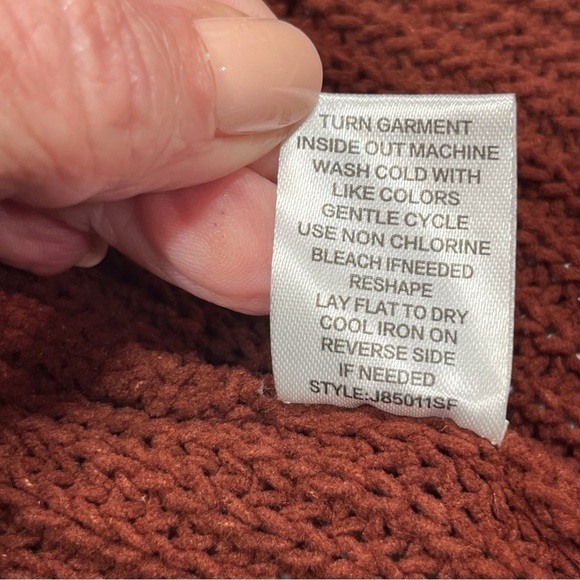 TURN GARMENT
INSIDE OUT MACHINE
WASH COLD WITH
LIKE COLORS
GENTLE CYCLE
USE NON CHLORINE
BLEACH IFNEEDED
RESHAPE
LAY FLAT TO DRY
COOL IRON ON
REVERSE SIDE
IF NEEDED
STYLE:J85011SF